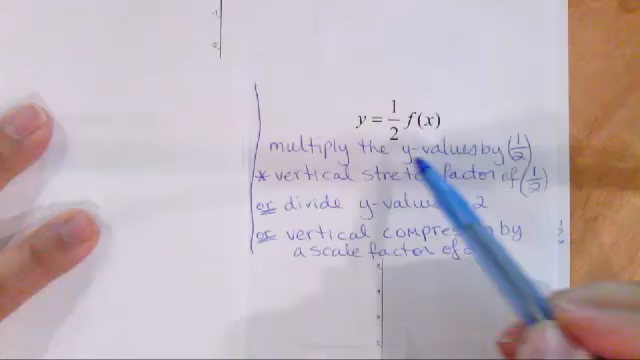 y = 1/2 f(x)
multiply the y-values by (1/2)
* vertical stretch factor of (1/2)
or divide y-values 2
or vertical compression by
a scale factor of